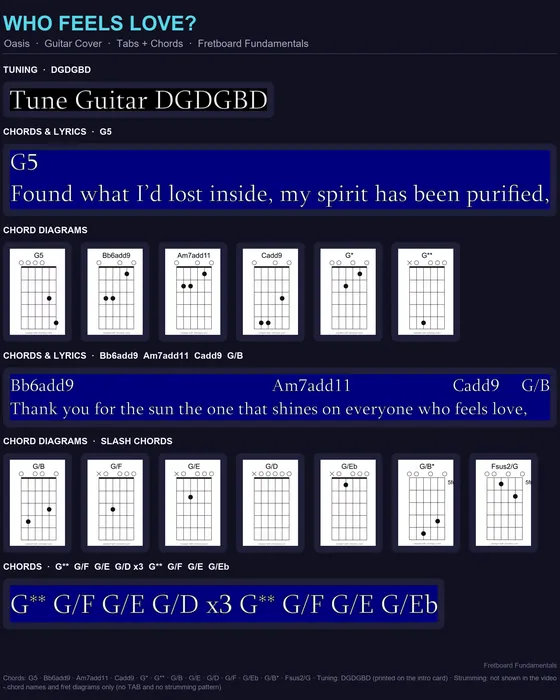 WHO FEELS LOVE?
Oasis · Guitar Cover · Tabs + Chords · Fretboard Fundamentals
TUNING · DGDGBD
Tune Guitar DGDGBD
CHORDS & LYRICS · G5
G5
Found what I'd lost inside, my spirit has been purified,
CHORD DIAGRAMS
G5 Bb6add9 Am7add11 Cadd9 G* G**
CHORDS & LYRICS · Bb6add9 Am7add11 Cadd9 G/B
Bb6add9 Am7add11 Cadd9 G/B
Thank you for the sun the one that shines on everyone who feels love,
CHORD DIAGRAMS · SLASH CHORDS
G/B G/F G/E G/D G/Eb G/B* Fsus2/G
CHORDS · G** G/F G/E G/D x3 G** G/F G/E G/Eb
G** G/F G/E G/D x3 G** G/F G/E G/Eb
Fretboard Fundamentals
Chords: G5 · Bb6add9 · Am7add11 · Cadd9 · G* · G** · G/B · G/E · G/D · G/F · G/Eb · G/B* · Fsus2/G · Tuning: DGDGBD (printed on the intro card) · Strumming: not shown in the video
- chord names and fret diagrams only (no TAB and no strumming pattern)